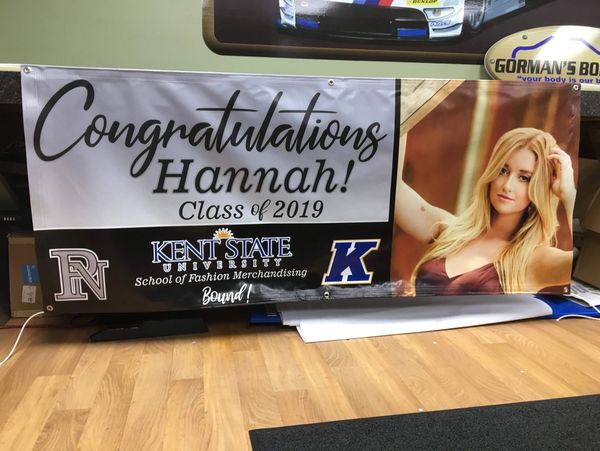 DUNLOP
GORMAN'S BO
"your body is our b
Congratulations
Hannah!
Class of 2019
PN
KENT STATE
UNIVERSITY
School of Fashion Merchandising
Bound!
K